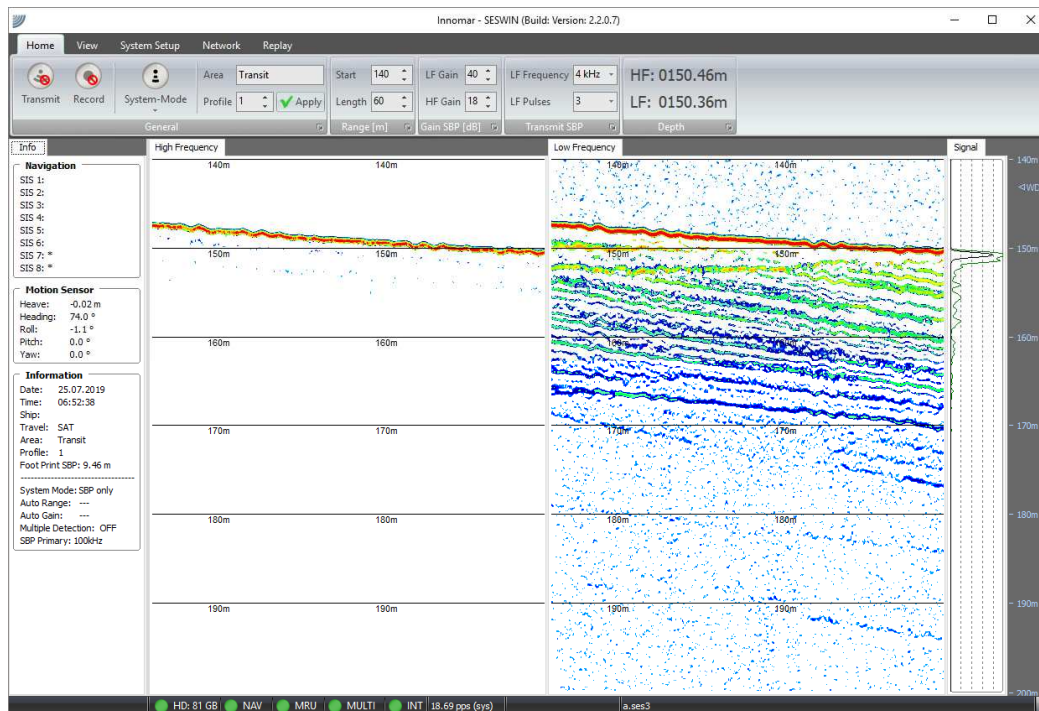 Innomar - SESWIN (Build: Version: 2.2.0.7)
Home View System Setup Network Replay
Transmit Record System-Mode
Area Transit
Profile 1 Apply
General
Start 140
Length 60
Range [m]
LF Gain 40
HF Gain 18
Gain SBP [dB]
LF Frequency 4 kHz
LF Pulses 3
Transmit SBP
HF: 0150.46m
LF: 0150.36m
Depth
Info
Navigation
SIS 1:
SIS 2:
SIS 3:
SIS 4:
SIS 5:
SIS 6:
SIS 7: *
SIS 8: *
Motion Sensor
Heave: -0.02 m
Heading: 74.0 °
Roll: -1.1 °
Pitch: 0.0 °
Yaw: 0.0 °
Information
Date: 25.07.2019
Time: 06:52:38
Ship:
Travel: SAT
Area: Transit
Profile: 1
Foot Print SBP: 9.46 m
System Mode: SBP only
Auto Range: ---
Auto Gain: ---
Multiple Detection: OFF
SBP Primary: 100kHz
High Frequency
140m 140m
150m 150m
160m 160m
170m 170m
180m 180m
190m 190m
Low Frequency
140m 140m
150m 150m
160m 160m
170m 170m
180m 180m
190m 190m
Signal
140m
WD
150m
160m
170m
180m
190m
200m
HD: 81 GB NAV MRU MULTI INT 18.69 pps (sys) a.ses3